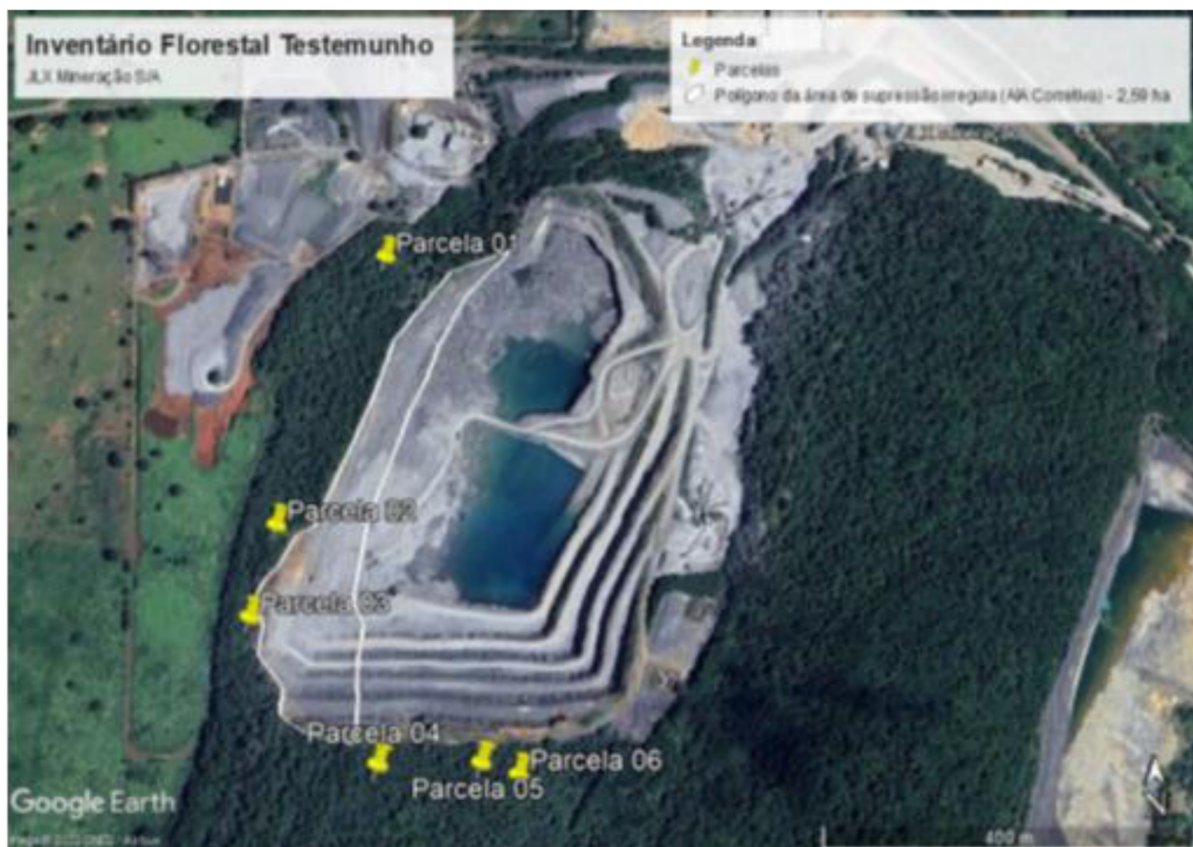 Inventário Florestal Testemunho
JLX Mineração S/A
Legenda
Parcelas
Polígono da área de supressão irregula (AIA Corretiva) - 2,59 ha
Parcela 01
Parcela 02
Parcela 03
Parcela 04
Parcela 06
Parcela 05
Google Earth
400 m
N